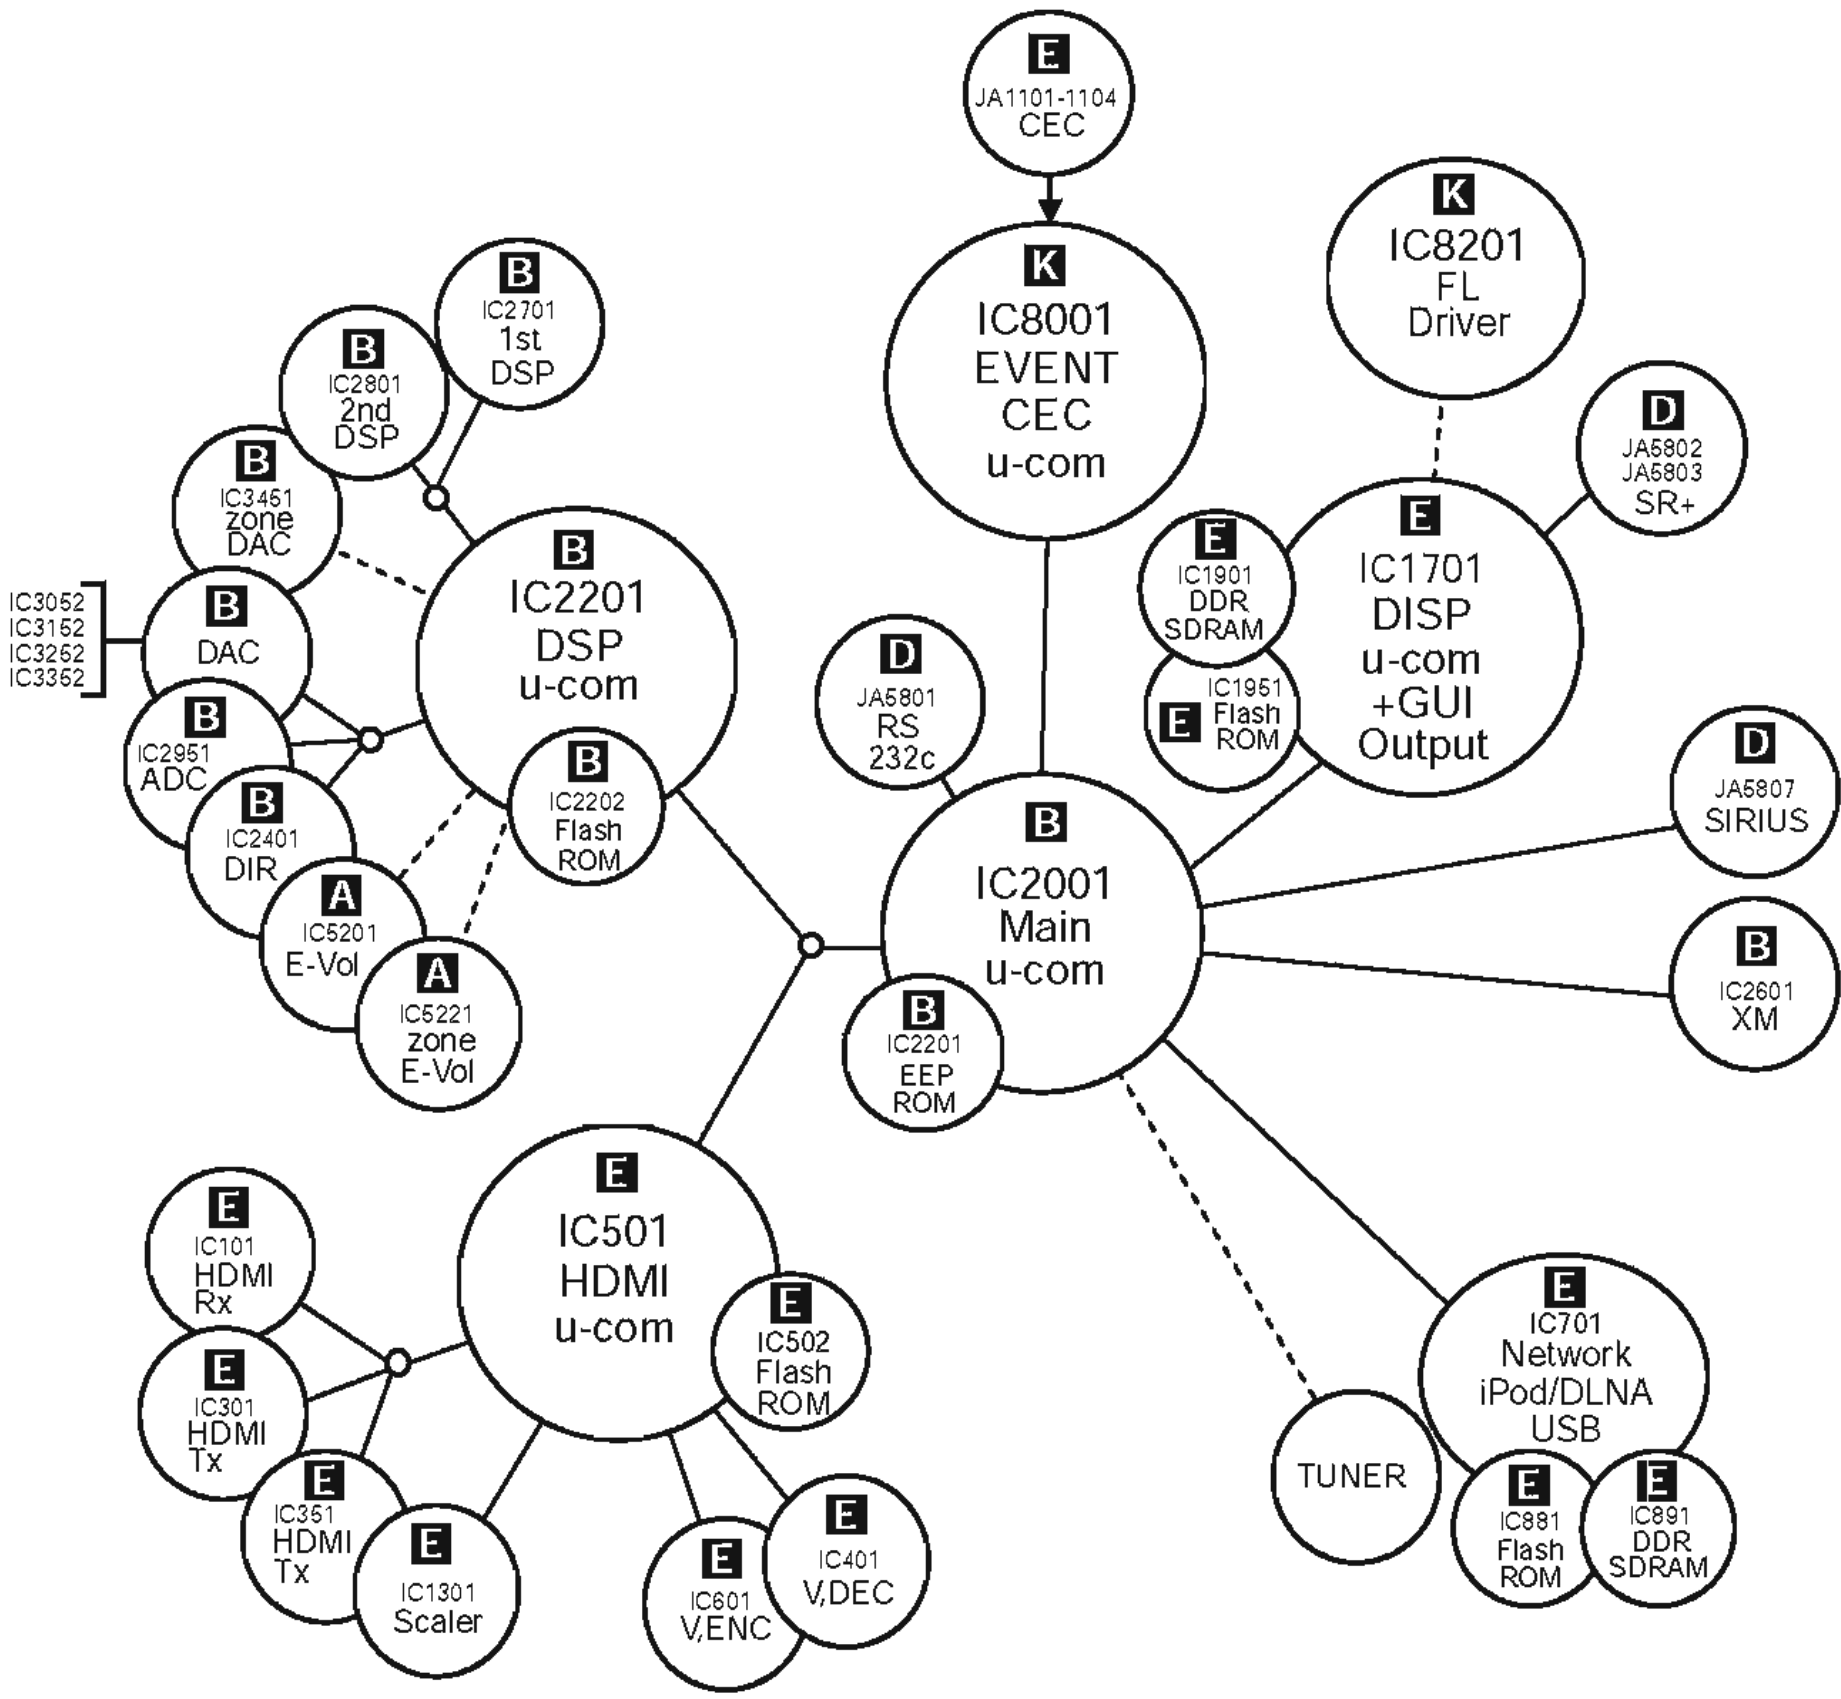 E
JA1101-1104
CEC
K
IC8001
EVENT
CEC
u-com
K
IC8201
FL
Driver
D
JA5802
JA5803
SR+
E
IC1701
DISP
u-com
+GUI
Output
E
IC1901
DDR
SDRAM
IC1951
E
Flash
ROM
B
IC2701
1st
DSP
B
IC2801
2nd
DSP
B
IC3451
zone
DAC
B
DAC
IC3052
IC3152
IC3252
IC3352
B
IC2951
ADC
B
IC2401
DIR
A
IC5201
E-Vol
A
IC5221
zone
E-Vol
B
IC2201
DSP
u-com
B
IC2202
Flash
ROM
D
JA5801
RS
232c
B
IC2001
Main
u-com
B
IC2201
EEP
ROM
D
JA5807
SIRIUS
B
IC2601
XM
E
IC501
HDMI
u-com
E
IC502
Flash
ROM
E
IC101
HDMI
Rx
E
IC301
HDMI
Tx
E
IC351
HDMI
Tx
E
IC1301
Scaler
E
IC601
V,ENC
E
IC401
V,DEC
TUNER
E
IC701
Network
iPod/DLNA
USB
E
IC881
Flash
ROM
E
IC891
DDR
SDRAM